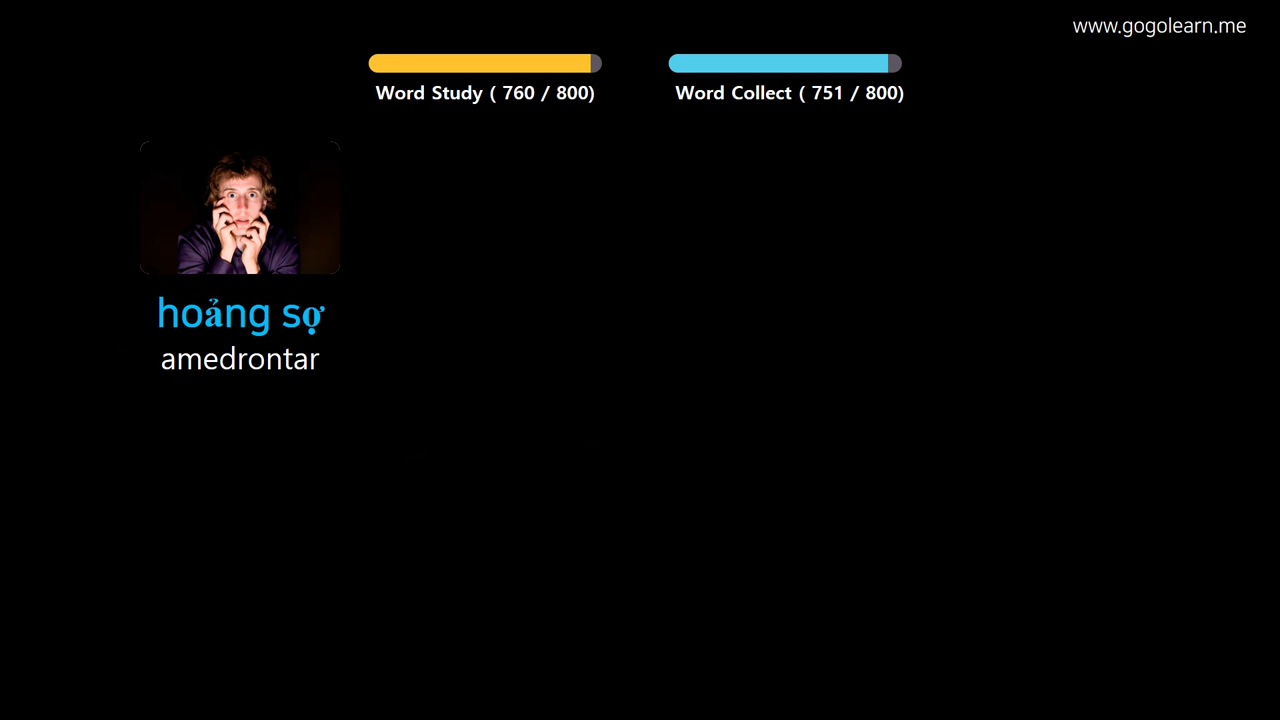 www.gogolearn.me
Word Study ( 760 / 800)
Word Collect ( 751 / 800)
hoảng sợ
amedrontar